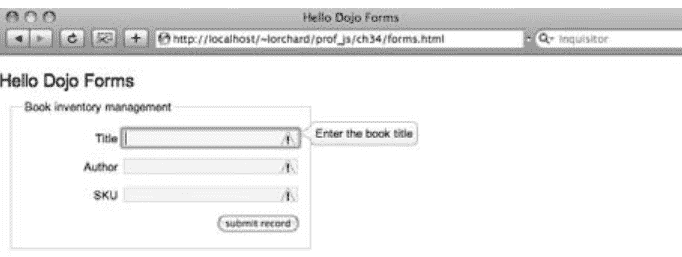 Hello Dojo Forms
http://localhost/~lorchard/prof_js/ch34/forms.html
Inquisitor
Hello Dojo Forms
Book inventory management
Title
Enter the book title
Author
SKU
submit record